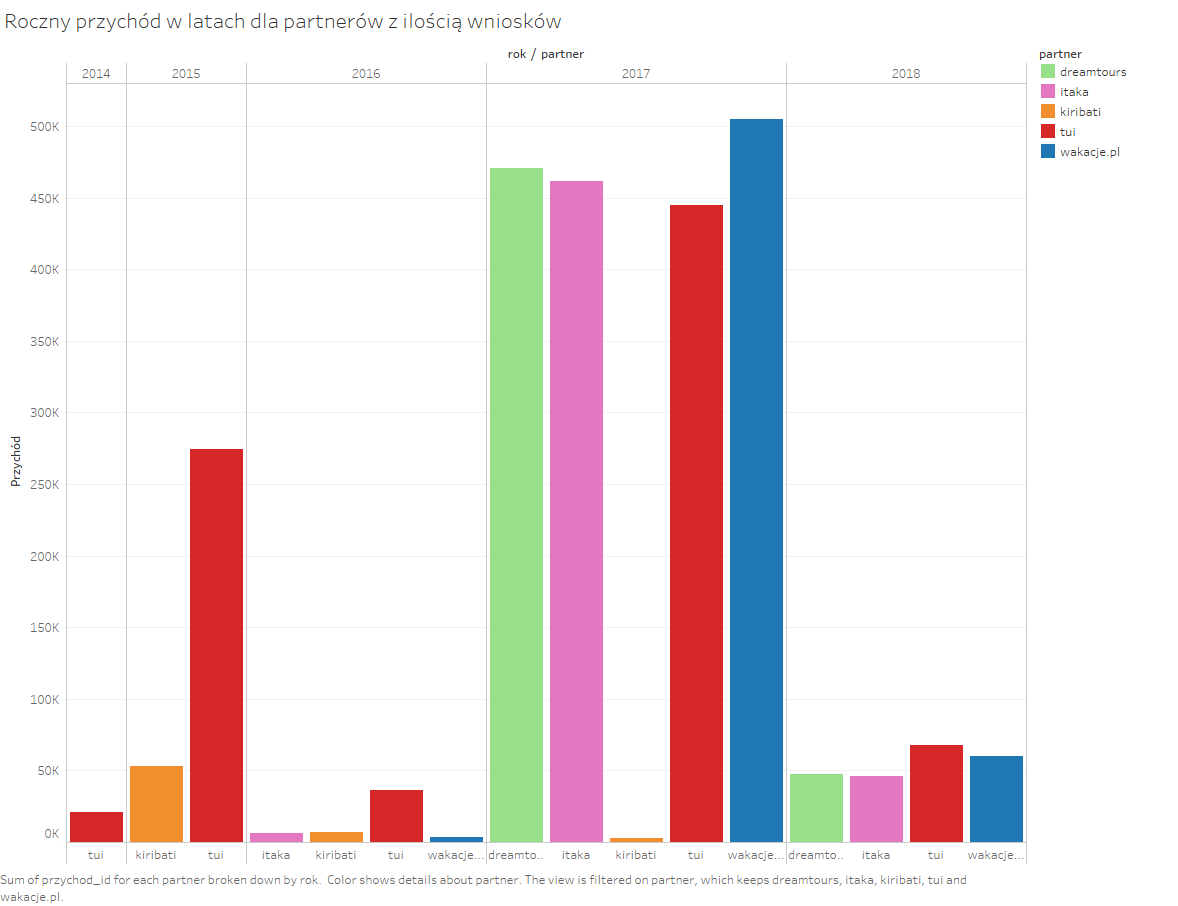 Roczny przychód w latach dla partnerów z ilością wniosków
rok / partner
partner
2014 2015 2016 2017 2018
dreamtours
itaka
kiribati
tui
wakacje.pl
500K
450K
400K
350K
300K
250K
200K
150K
100K
50K
0K
Przychód
tui kiribati tui itaka kiribati tui wakacje... dreamto.. itaka kiribati tui wakacje... dreamto.. itaka tui wakacje...
Sum of przychod_id for each partner broken down by rok. Color shows details about partner. The view is filtered on partner, which keeps dreamtours, itaka, kiribati, tui and
wakacje.pl.